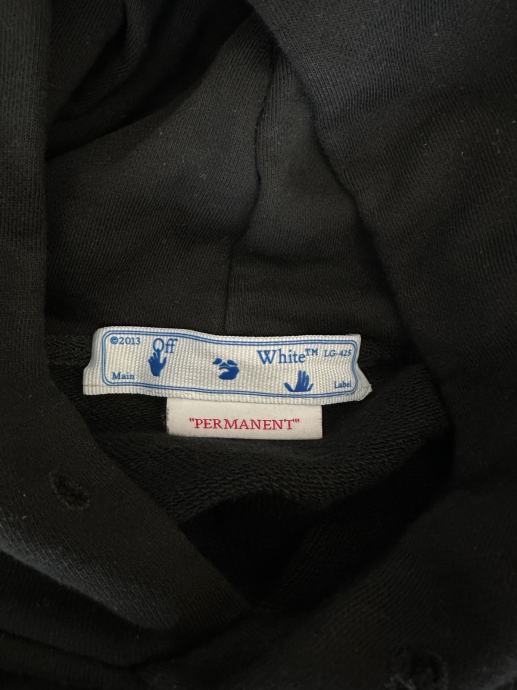 ©2013 Off White™ LG-425
Main Label
"PERMANENT"